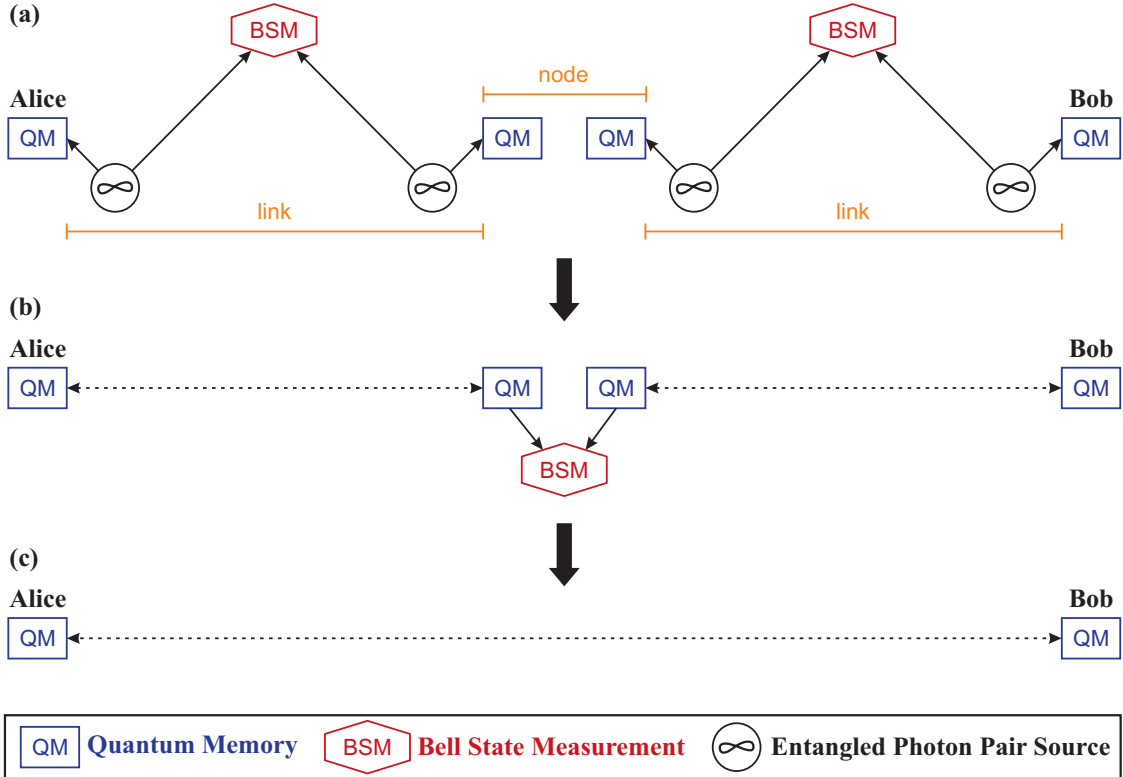 (a)
BSM
BSM
node
Alice
Bob
QM
QM
QM
QM
link
link
(b)
Alice
Bob
QM
QM
QM
QM
BSM
(c)
Alice
Bob
QM
QM
QM Quantum Memory BSM Bell State Measurement Entangled Photon Pair Source